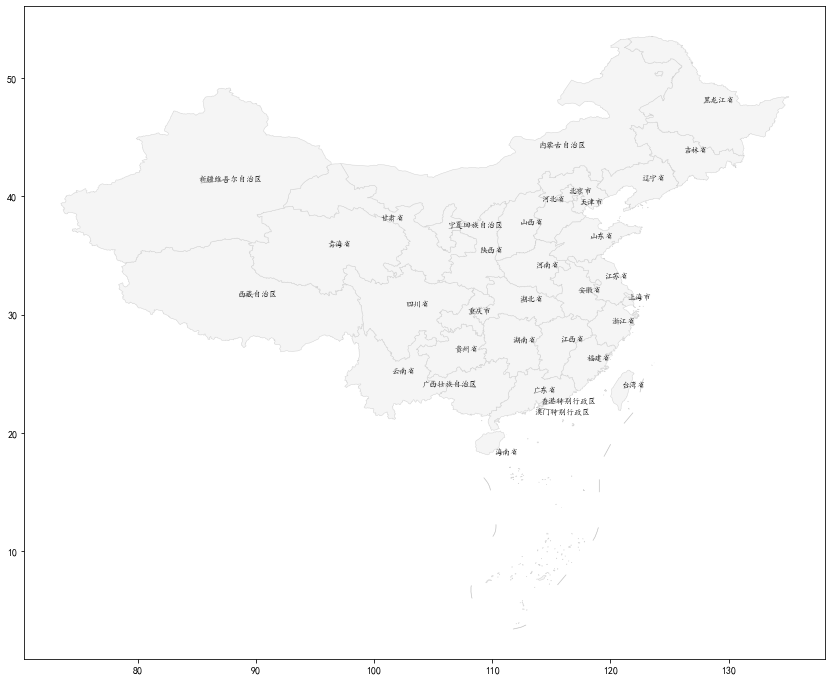 50
黑龙江省
内蒙古自治区
吉林省
辽宁省
新疆维吾尔自治区
北京市
河北省
天津市
40
甘肃省
宁夏回族自治区
山西省
山东省
青海省
陕西省
河南省
江苏省
西藏自治区
安徽省
上海市
四川省
重庆市
湖北省
30
浙江省
湖南省
江西省
贵州省
福建省
云南省
广西壮族自治区
广东省
台湾省
香港特别行政区
澳门特别行政区
20
海南省
10
80
90
100
110
120
130